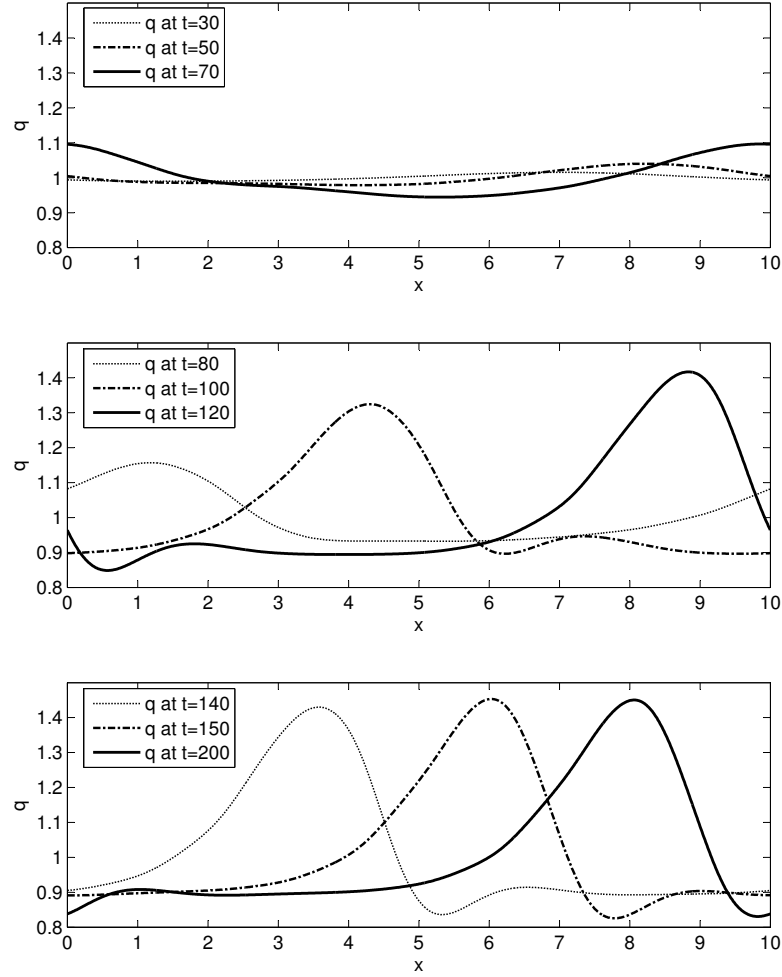 q at t=30
q at t=50
q at t=70
1.4
1.3
1.2
1.1
1
0.9
0.8
q
0 1 2 3 4 5 6 7 8 9 10
x
q at t=80
q at t=100
q at t=120
1.4
1.3
1.2
1.1
1
0.9
0.8
q
0 1 2 3 4 5 6 7 8 9 10
x
q at t=140
q at t=150
q at t=200
1.4
1.3
1.2
1.1
1
0.9
0.8
q
0 1 2 3 4 5 6 7 8 9 10
x